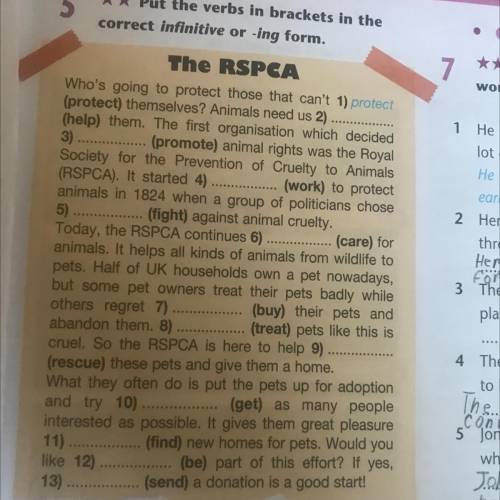 5 ★★ Put the verbs in brackets in the
correct infinitive or -ing form.
The RSPCA
Who's going to protect those that can't 1) protect
(protect) themselves? Animals need us 2) ...............
(help) them. The first organisation which decided
3) ............... (promote) animal rights was the Royal
Society for the Prevention of Cruelty to Animals
(RSPCA). It started 4) ............... (work) to protect
animals in 1824 when a group of politicians chose
5) ............... (fight) against animal cruelty.
Today, the RSPCA continues 6) ............... (care) for
animals. It helps all kinds of animals from wildlife to
pets. Half of UK households own a pet nowadays,
but some pet owners treat their pets badly while
others regret 7) ............... (buy) their pets and
abandon them. 8) ............... (treat) pets like this is
cruel. So the RSPCA is here to help 9) ...............
(rescue) these pets and give them a home.
What they often do is put the pets up for adoption
and try 10) ............... (get) as many people
interested as possible. It gives them great pleasure
11) ............... (find) new homes for pets. Would you
like 12) ............... (be) part of this effort? If yes,
13) ............... (send) a donation is a good start!
7 ★★
1 He
lot
He
2 Her
3 The
4 The
to
The
5